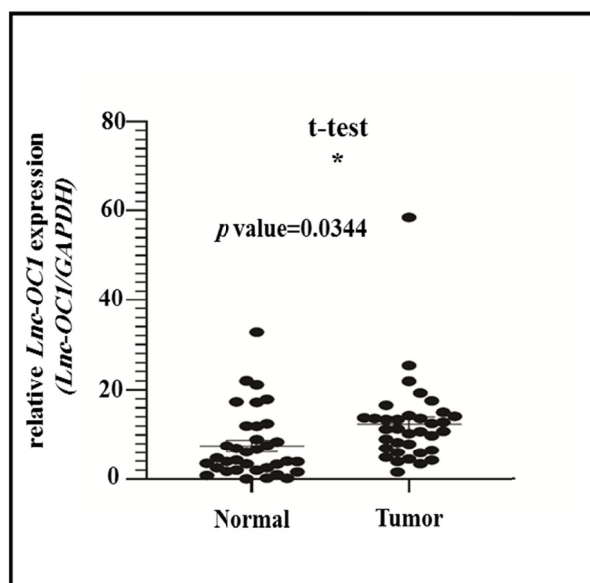 relative Lnc-OC1 expression
(Lnc-OC1/GAPDH)
80
60
40
20
0
t-test
*
p value=0.0344
Normal
Tumor